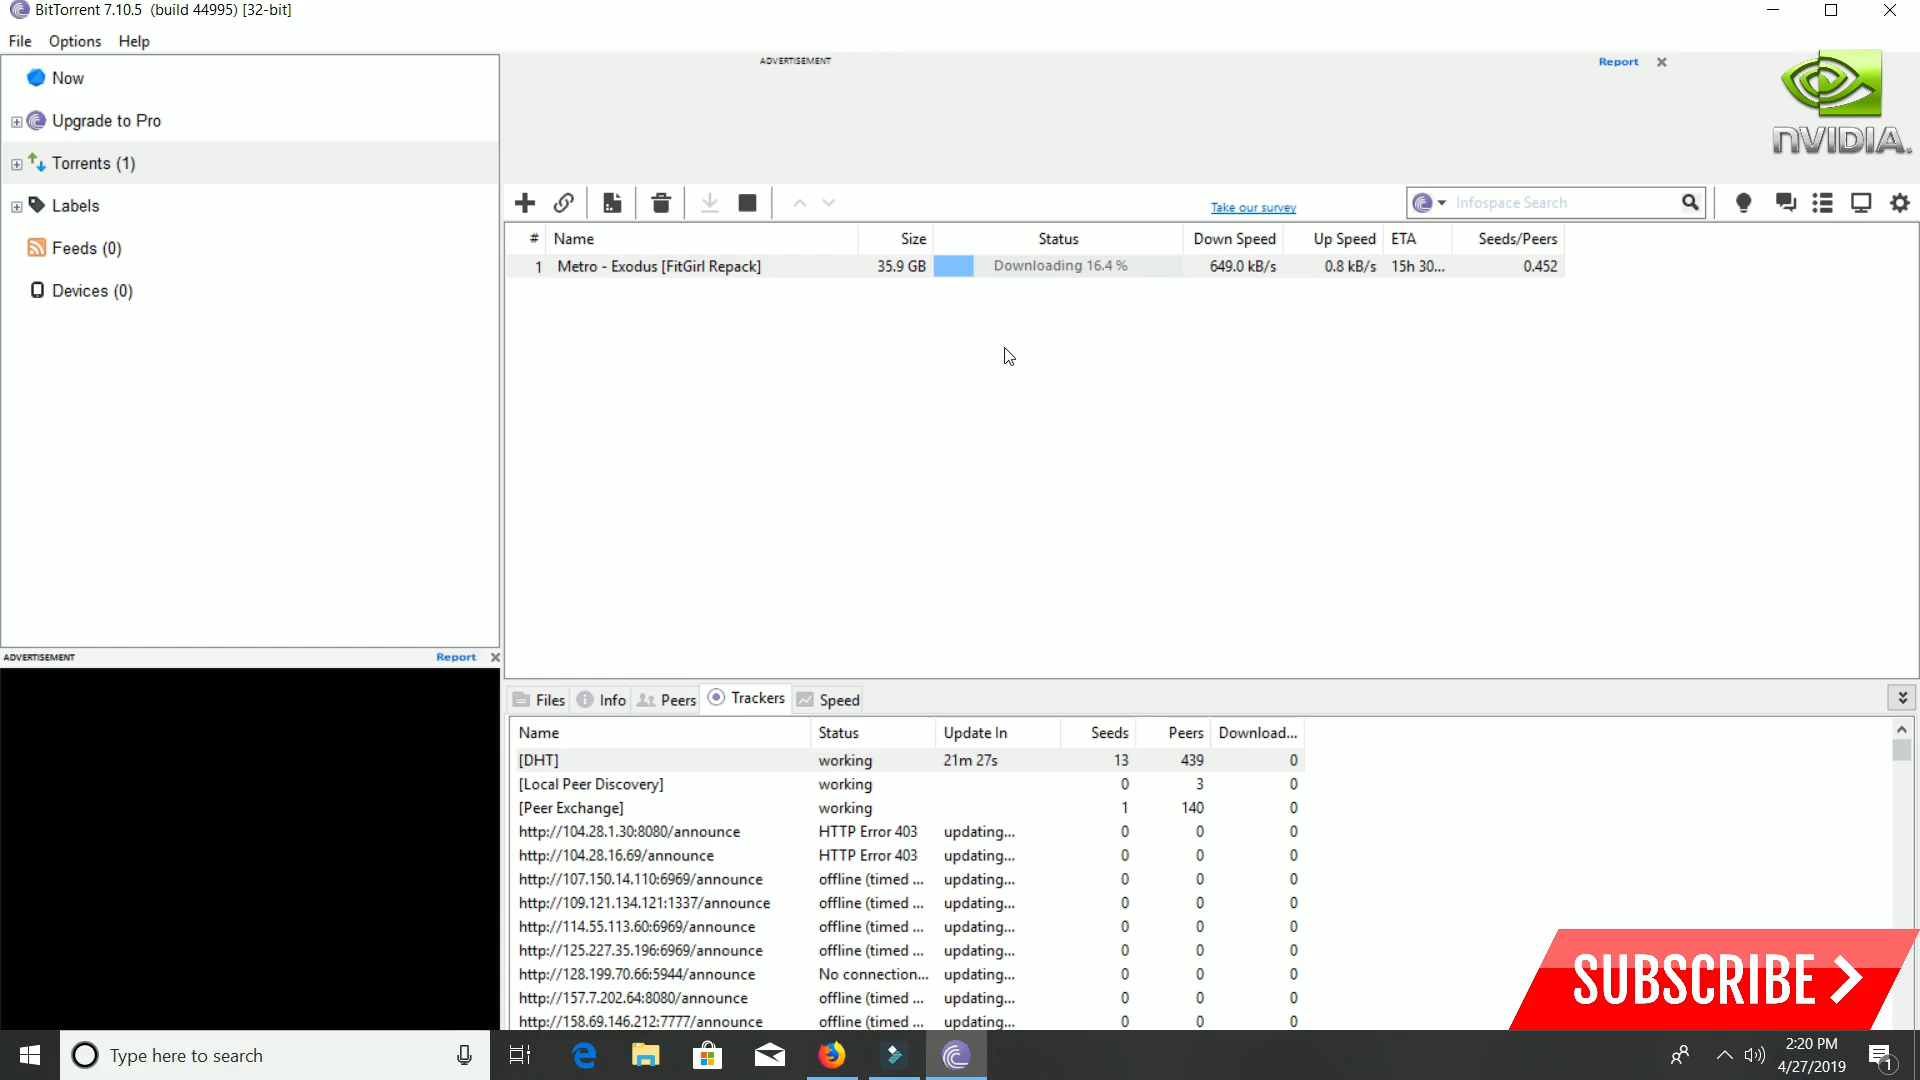 BitTorrent 7.10.5 (build 44995) [32-bit]
File Options Help
Now
Upgrade to Pro
Torrents (1)
Labels
Feeds (0)
Devices (0)
ADVERTISEMENT Report
ADVERTISEMENT Report
NVIDIA.
Take our survey
Infospace Search
# Name Size Status Down Speed Up Speed ETA Seeds/Peers
1 Metro - Exodus [FitGirl Repack] 35.9 GB Downloading 16.4 % 649.0 kB/s 0.8 kB/s 15h 30... 0.452
Files Info Peers Trackers Speed
Name Status Update In Seeds Peers Download...
[DHT] working 21m 27s 13 439 0
[Local Peer Discovery] working 0 3 0
[Peer Exchange] working 1 140 0
http://104.28.1.30:8080/announce HTTP Error 403 updating... 0 0 0
http://104.28.16.69/announce HTTP Error 403 updating... 0 0 0
http://107.150.14.110:6969/announce offline (timed ... updating... 0 0 0
http://109.121.134.121:1337/announce offline (timed ... updating... 0 0 0
http://114.55.113.60:6969/announce offline (timed ... updating... 0 0 0
http://125.227.35.196:6969/announce offline (timed ... updating... 0 0 0
http://128.199.70.66:5944/announce No connection... updating... 0 0 0
http://157.7.202.64:8080/announce offline (timed ... updating... 0 0 0
http://158.69.146.212:7777/announce offline (timed ... updating... 0 0 0
SUBSCRIBE
Type here to search
2:20 PM
4/27/2019
1